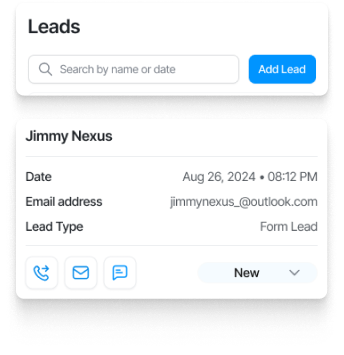 Leads
Search by name or date
Add Lead
Jimmy Nexus
Date Aug 26, 2024 • 08:12 PM
Email address jimmynexus_@outlook.com
Lead Type Form Lead
New